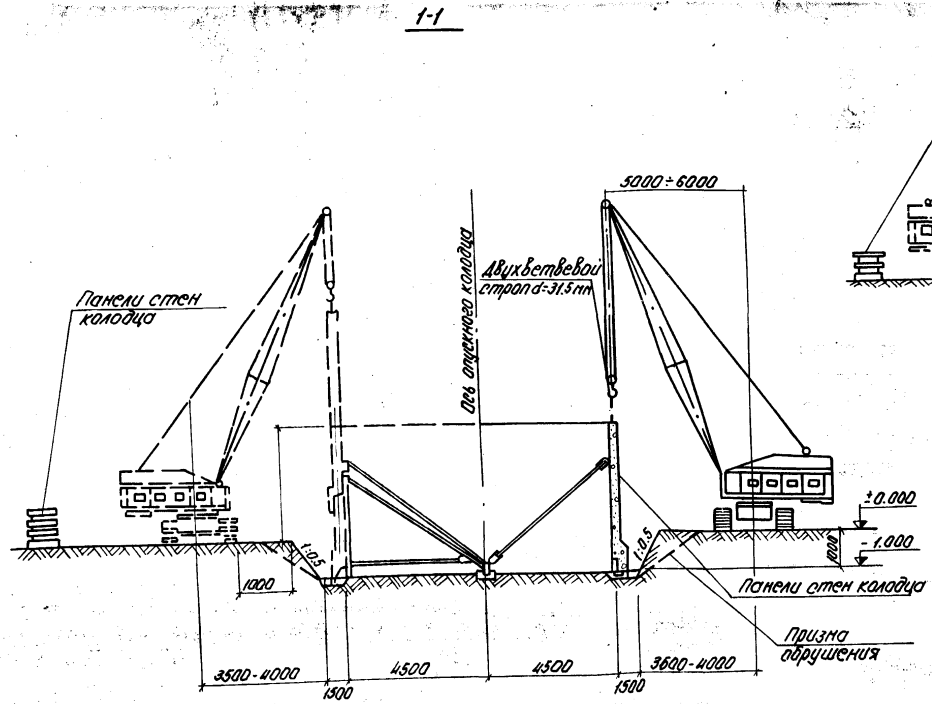 1-1
5000÷6000
Двухветвевой
строп d=31.5мм
Ось опускного колодца
Панели стен
колодца
±0.000
1:0.5
1:0.5
1000
-1.000
1000
Панели стен колодца
Призма
обрушения
3500-4000
1500
4500
4500
1500
3600-4000